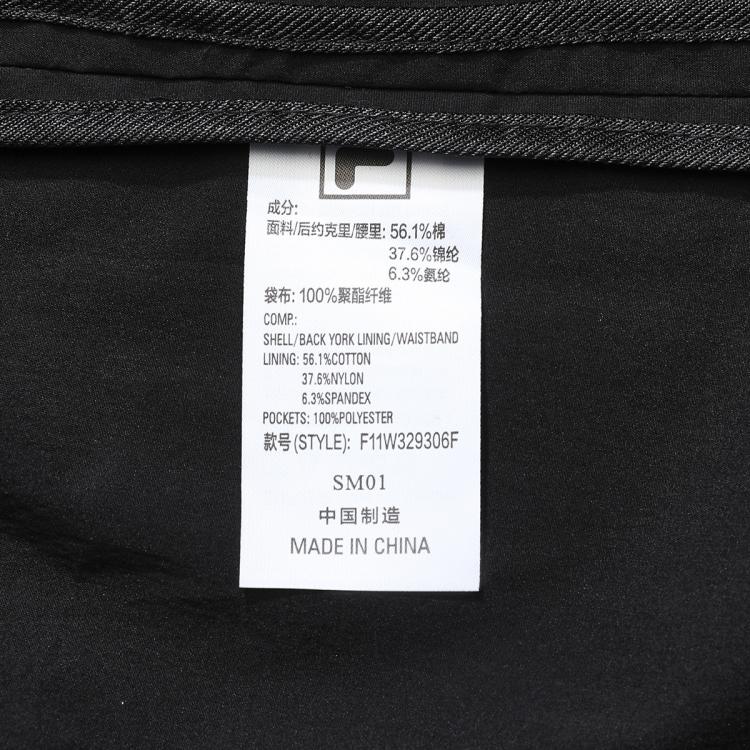 成分:
面料/后约克里/腰里: 56.1%棉
37.6%锦纶
6.3%氨纶
袋布: 100%聚酯纤维
COMP.:
SHELL/BACK YORK LINING/WAISTBAND
LINING: 56.1%COTTON
37.6%NYLON
6.3%SPANDEX
POCKETS: 100%POLYESTER
款号(STYLE): F11W329306F
SM01
中国制造
MADE IN CHINA